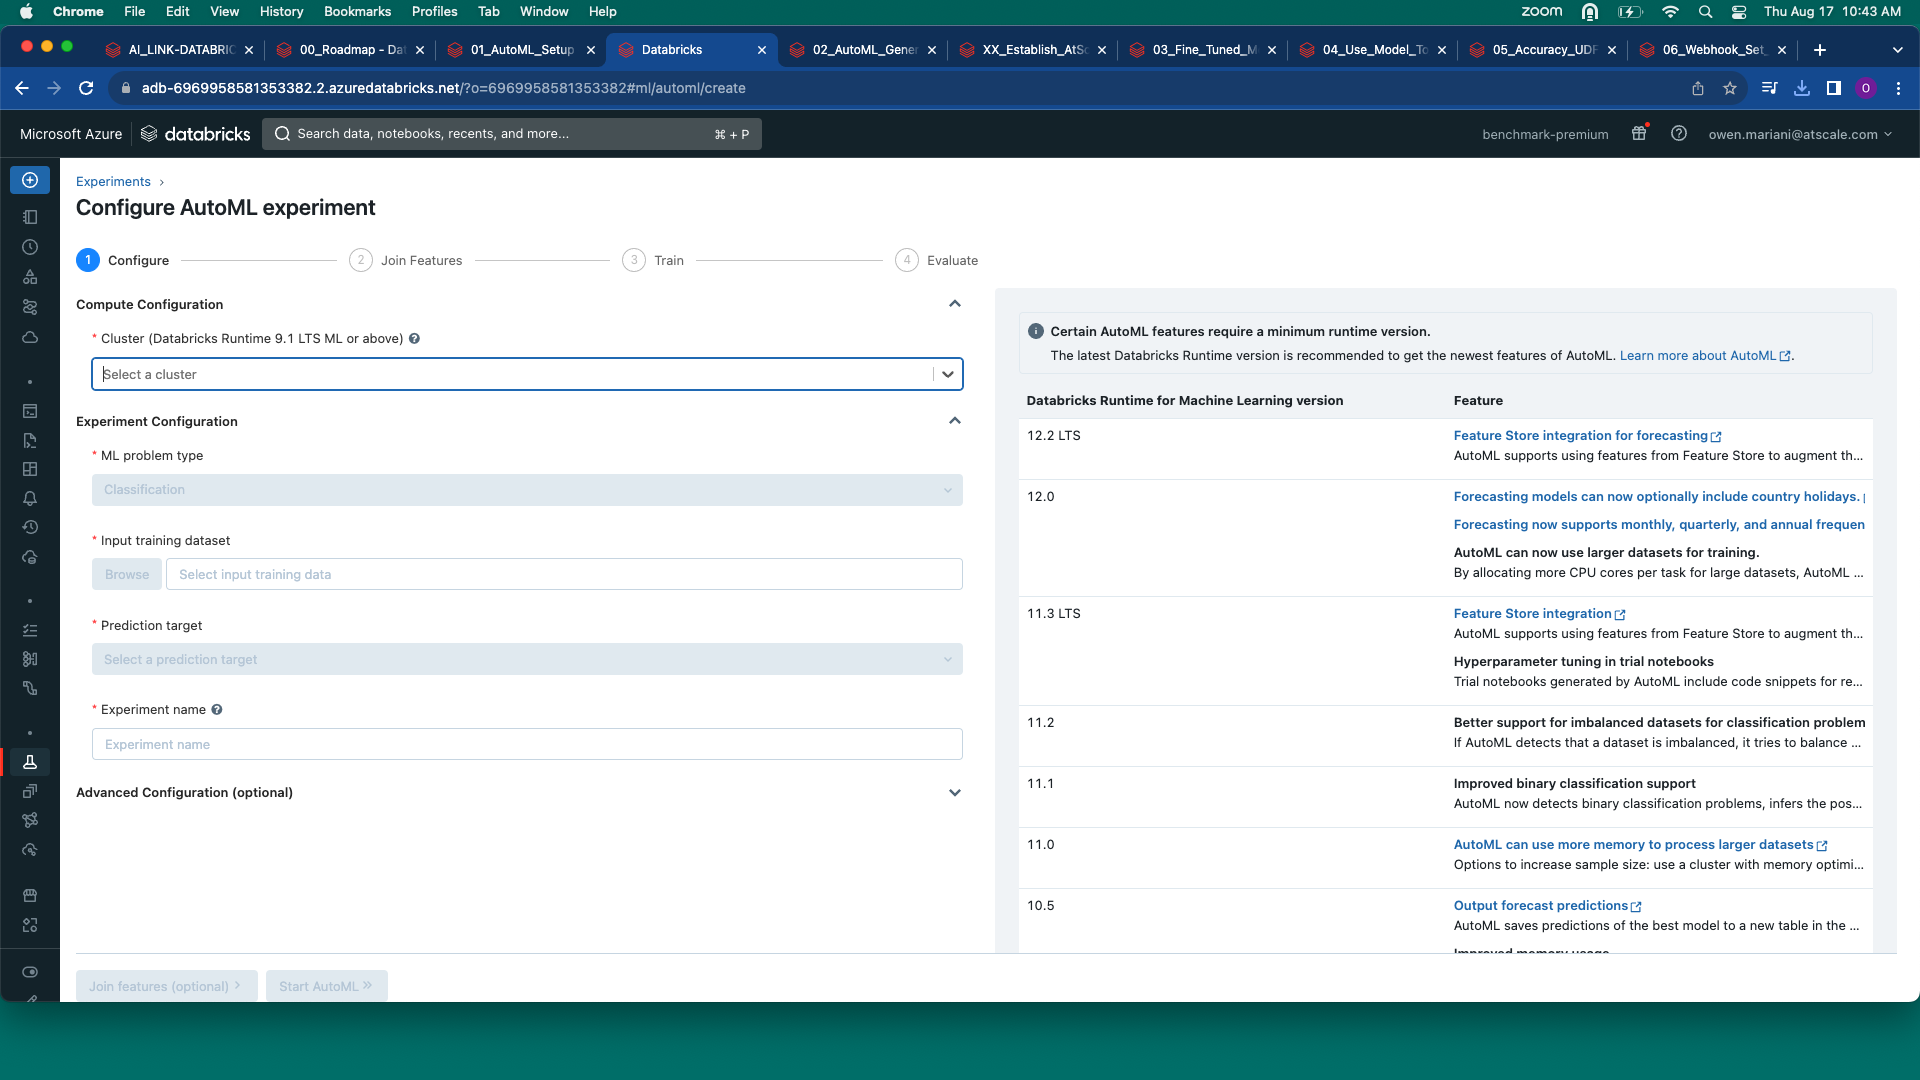 Chrome File Edit View History Bookmarks Profiles Tab Window Help
zoom Thu Aug 17 10:43 AM
AI_LINK-DATABRIC
00_Roadmap - Dat
01_AutoML_Setup
Databricks
02_AutoML_Gener
XX_Establish_AtSc
03_Fine_Tuned_M
04_Use_Model_To
05_Accuracy_UDF
06_Webhook_Set_
adb-6969958581353382.2.azuredatabricks.net/?o=6969958581353382#ml/automl/create
O
Microsoft Azure
databricks
Search data, notebooks, recents, and more...
⌘ + P
benchmark-premium
owen.mariani@atscale.com
Experiments ›
Configure AutoML experiment
1 Configure
2 Join Features
3 Train
4 Evaluate
Compute Configuration
* Cluster (Databricks Runtime 9.1 LTS ML or above)
Select a cluster
Experiment Configuration
* ML problem type
Classification
* Input training dataset
Browse
Select input training data
* Prediction target
Select a prediction target
* Experiment name
Experiment name
Advanced Configuration (optional)
Join features (optional)
Start AutoML
Certain AutoML features require a minimum runtime version.
The latest Databricks Runtime version is recommended to get the newest features of AutoML. Learn more about AutoML.
Databricks Runtime for Machine Learning version
Feature
12.2 LTS
Feature Store integration for forecasting
AutoML supports using features from Feature Store to augment th...
12.0
Forecasting models can now optionally include country holidays.
Forecasting now supports monthly, quarterly, and annual frequen
AutoML can now use larger datasets for training.
By allocating more CPU cores per task for large datasets, AutoML ...
11.3 LTS
Feature Store integration
AutoML supports using features from Feature Store to augment th...
Hyperparameter tuning in trial notebooks
Trial notebooks generated by AutoML include code snippets for re...
11.2
Better support for imbalanced datasets for classification problem
If AutoML detects that a dataset is imbalanced, it tries to balance ...
11.1
Improved binary classification support
AutoML now detects binary classification problems, infers the pos...
11.0
AutoML can use more memory to process larger datasets
Options to increase sample size: use a cluster with memory optimi...
10.5
Output forecast predictions
AutoML saves predictions of the best model to a new table in the ...
Improved memory usage